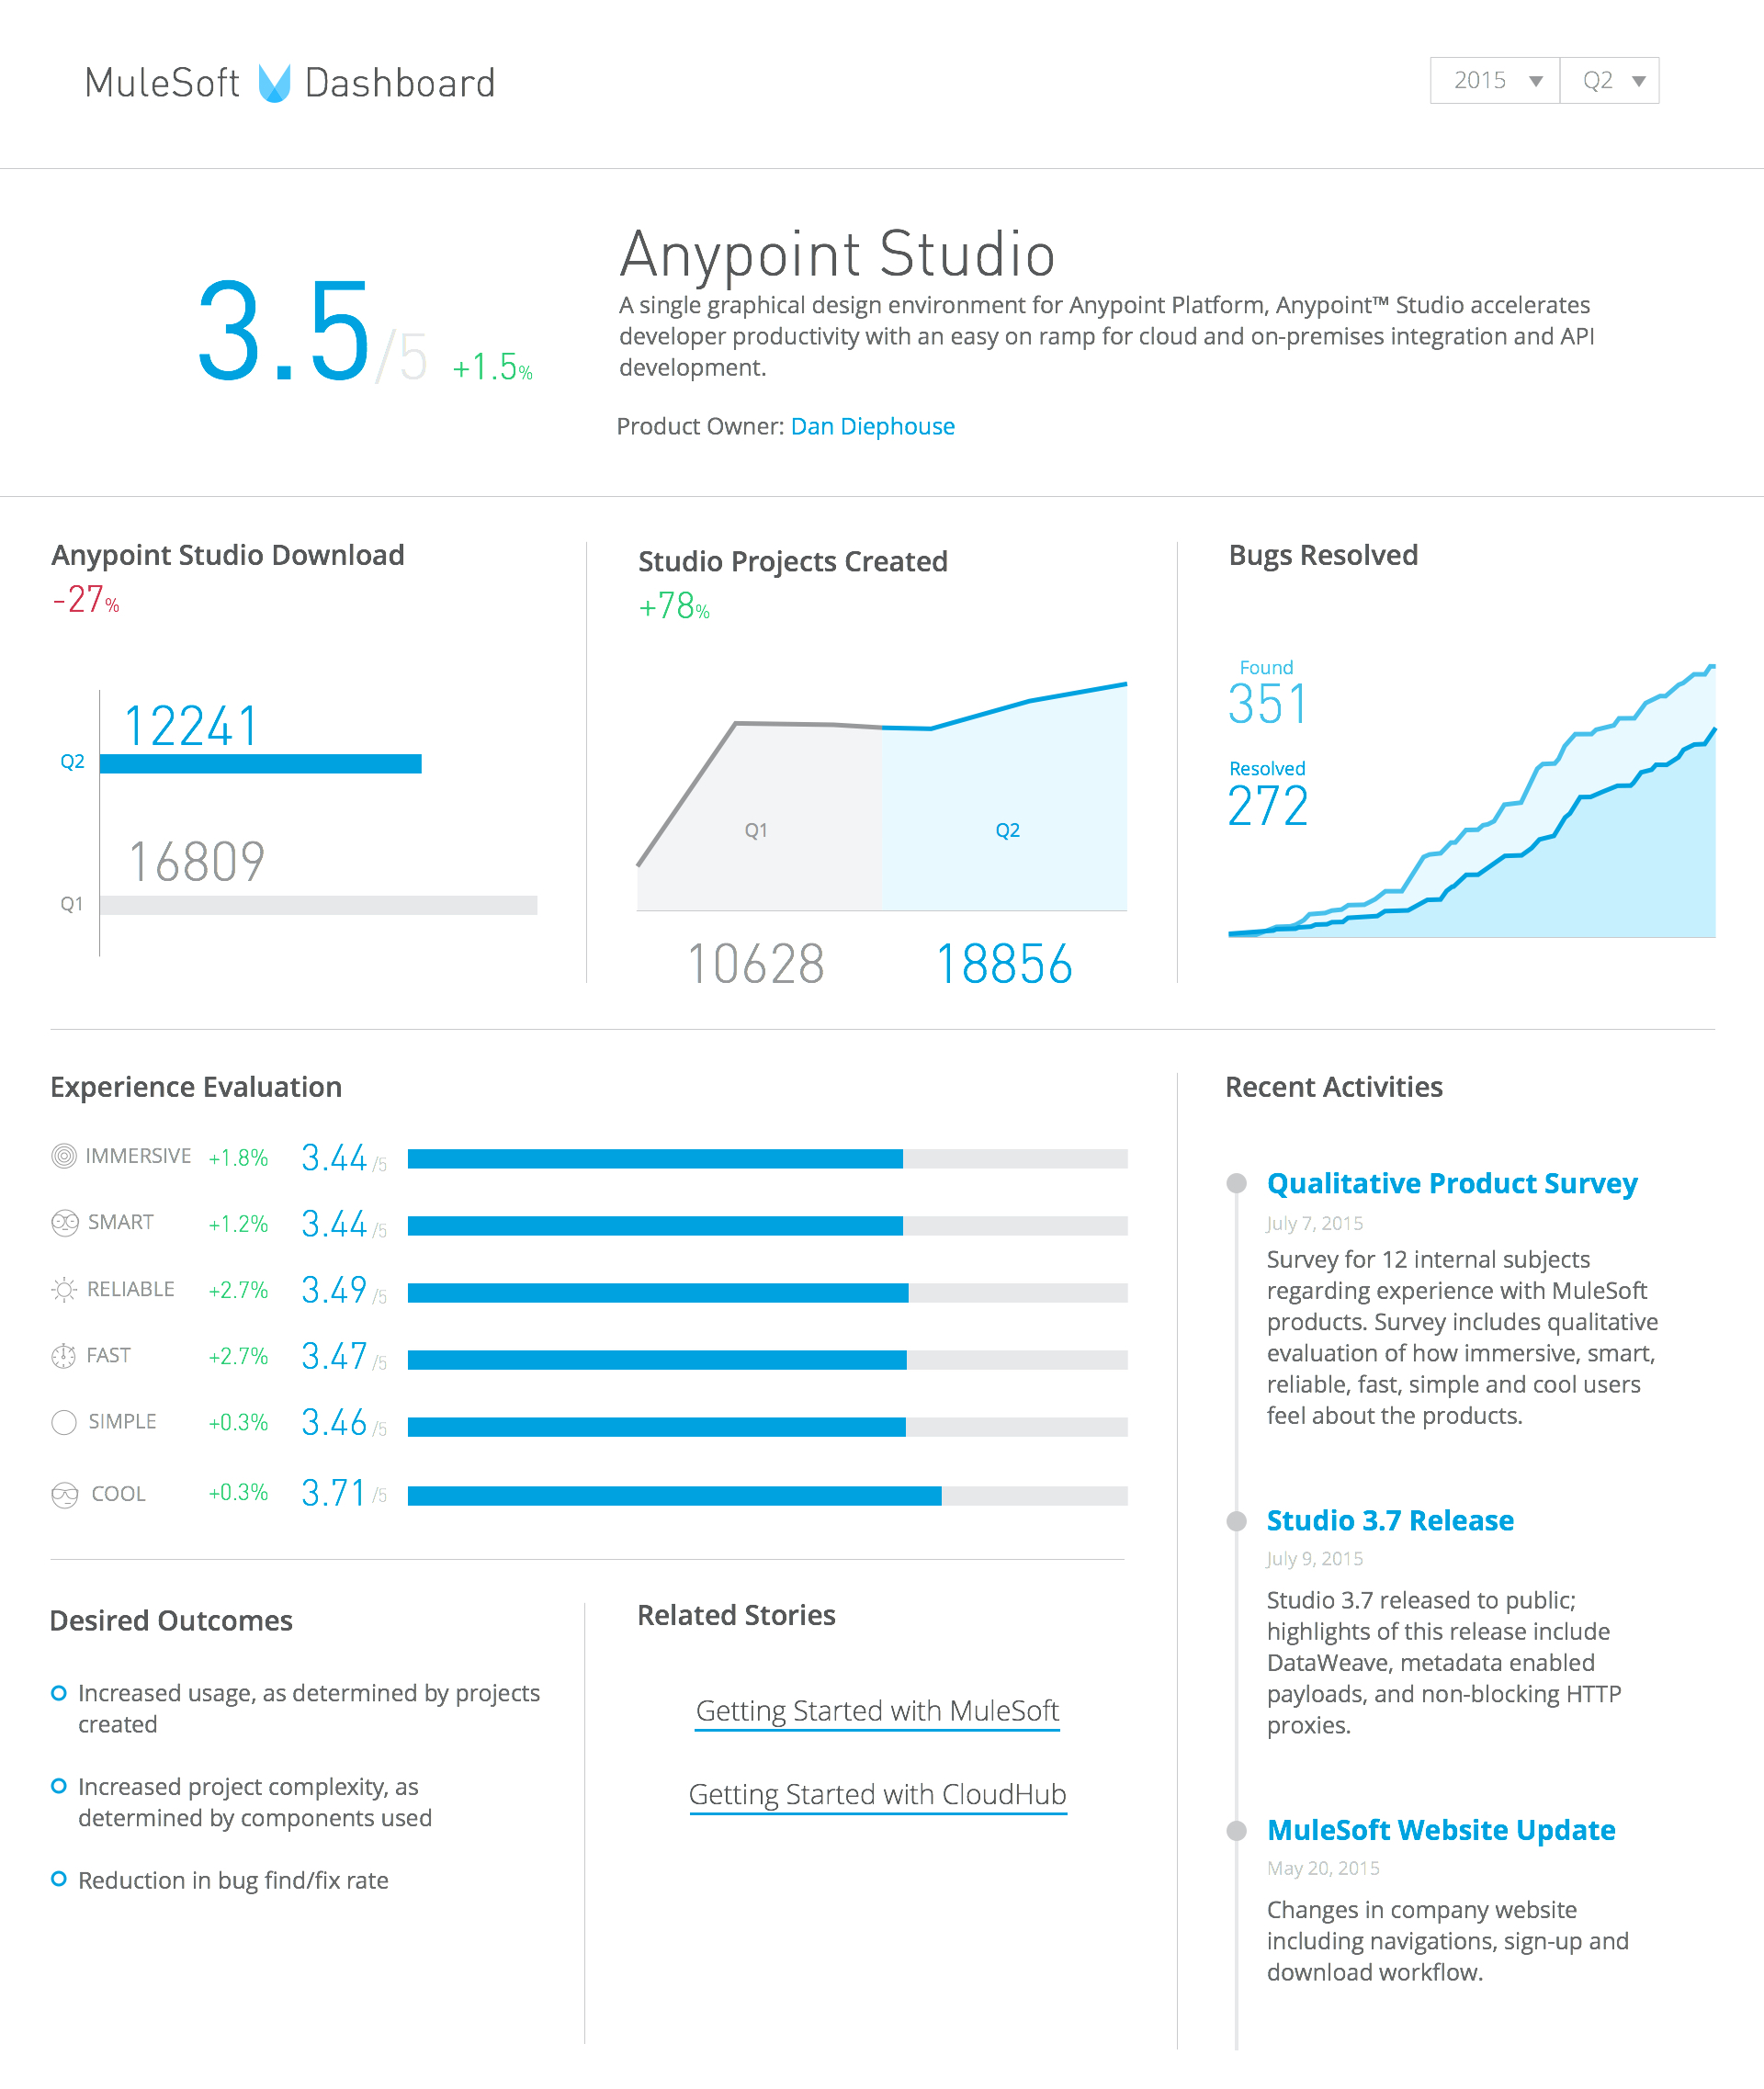 MuleSoft Dashboard
2015 Q2
3.5/5 +1.5%
Anypoint Studio
A single graphical design environment for Anypoint Platform, Anypoint™ Studio accelerates
developer productivity with an easy on ramp for cloud and on-premises integration and API
development.
Product Owner: Dan Diephouse
Anypoint Studio Download
-27%
12241
Q2
16809
Q1
Studio Projects Created
+78%
Q1
Q2
10628
18856
Bugs Resolved
Found
351
Resolved
272
Experience Evaluation
IMMERSIVE +1.8% 3.44/5
SMART +1.2% 3.44/5
RELIABLE +2.7% 3.49/5
FAST +2.7% 3.47/5
SIMPLE +0.3% 3.46/5
COOL +0.3% 3.71/5
Desired Outcomes
Increased usage, as determined by projects
created
Increased project complexity, as
determined by components used
Reduction in bug find/fix rate
Related Stories
Getting Started with MuleSoft
Getting Started with CloudHub
Recent Activities
Qualitative Product Survey
July 7, 2015
Survey for 12 internal subjects
regarding experience with MuleSoft
products. Survey includes qualitative
evaluation of how immersive, smart,
reliable, fast, simple and cool users
feel about the products.
Studio 3.7 Release
July 9, 2015
Studio 3.7 released to public;
highlights of this release include
DataWeave, metadata enabled
payloads, and non-blocking HTTP
proxies.
MuleSoft Website Update
May 20, 2015
Changes in company website
including navigations, sign-up and
download workflow.